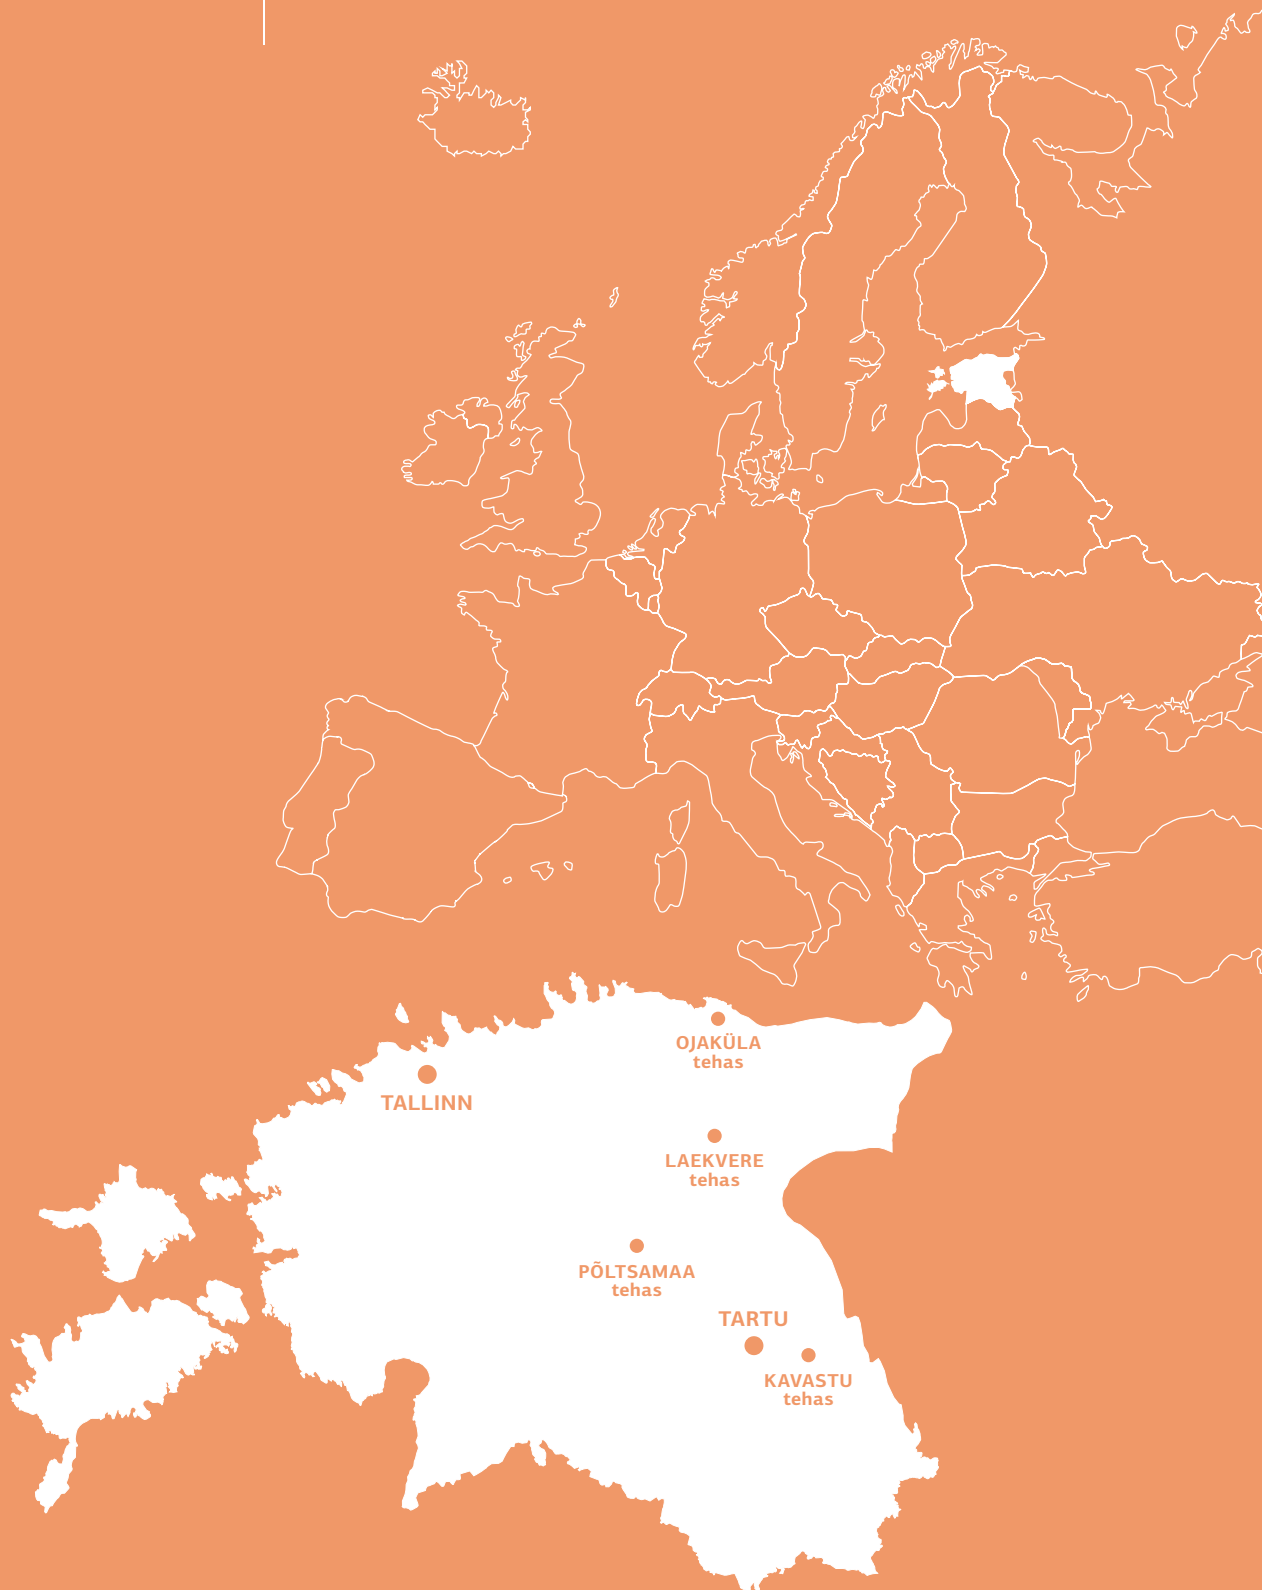 OJAKÜLA
tehas
TALLINN
LAEKVERE
tehas
PÕLTSAMAA
tehas
TARTU
KAVASTU
tehas